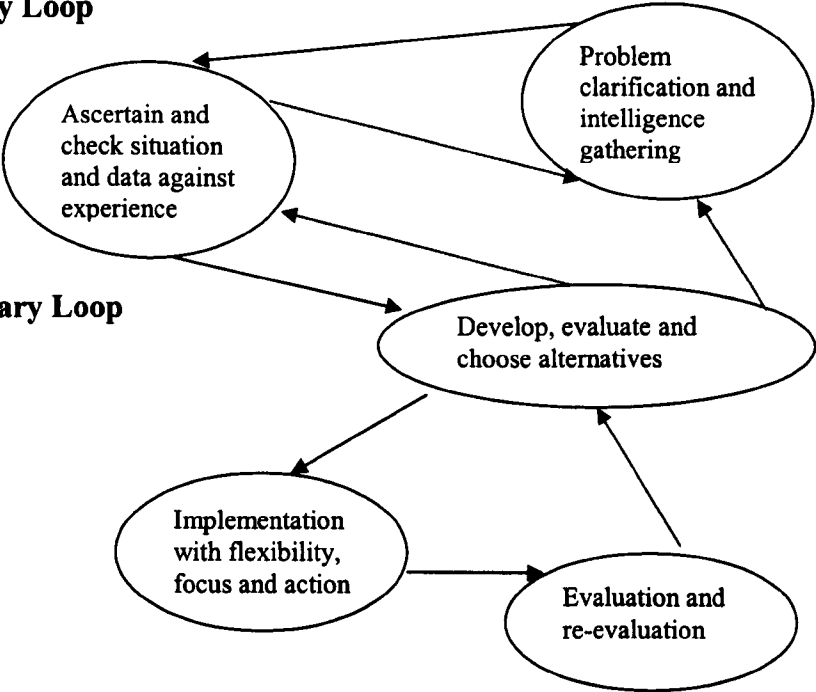 y Loop
Problem
clarification and
intelligence
gathering
Ascertain and
check situation
and data against
experience
ary Loop
Develop, evaluate and
choose alternatives
Implementation
with flexibility,
focus and action
Evaluation and
re-evaluation